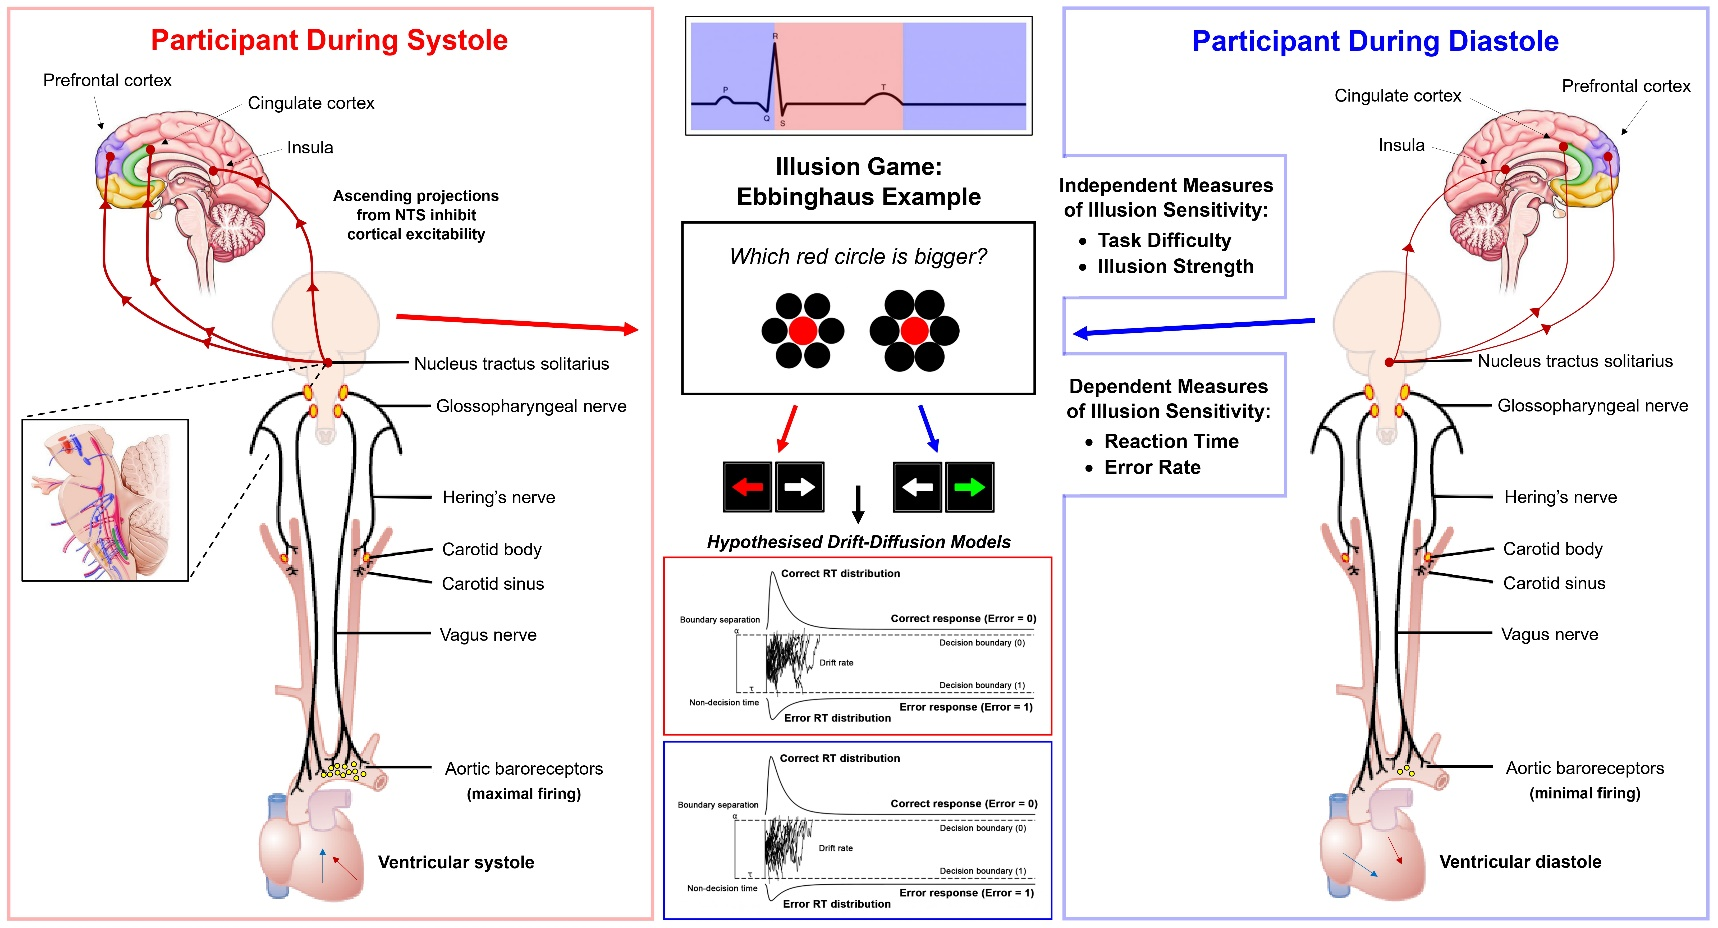 Participant During Systole
Prefrontal cortex
Cingulate cortex
Insula
Ascending projections
from NTS inhibit
cortical excitability
Nucleus tractus solitarius
Glossopharyngeal nerve
Hering's nerve
Carotid body
Carotid sinus
Vagus nerve
Aortic baroreceptors
(maximal firing)
Ventricular systole
R
P
T
Q
S
Illusion Game:
Ebbinghaus Example
Which red circle is bigger?
Hypothesised Drift-Diffusion Models
Correct RT distribution
Boundary separation
Correct response (Error = 0)
α
Decision boundary (0)
Drift rate
Decision boundary (1)
τ
Non-decision time
Error response (Error = 1)
Error RT distribution
Correct RT distribution
Boundary separation
Correct response (Error = 0)
α
Decision boundary (0)
Drift rate
Decision boundary (1)
τ
Non-decision time
Error response (Error = 1)
Error RT distribution
Independent Measures
of Illusion Sensitivity:
• Task Difficulty
• Illusion Strength
Dependent Measures
of Illusion Sensitivity:
• Reaction Time
• Error Rate
Participant During Diastole
Prefrontal cortex
Cingulate cortex
Insula
Nucleus tractus solitarius
Glossopharyngeal nerve
Hering's nerve
Carotid body
Carotid sinus
Vagus nerve
Aortic baroreceptors
(minimal firing)
Ventricular diastole